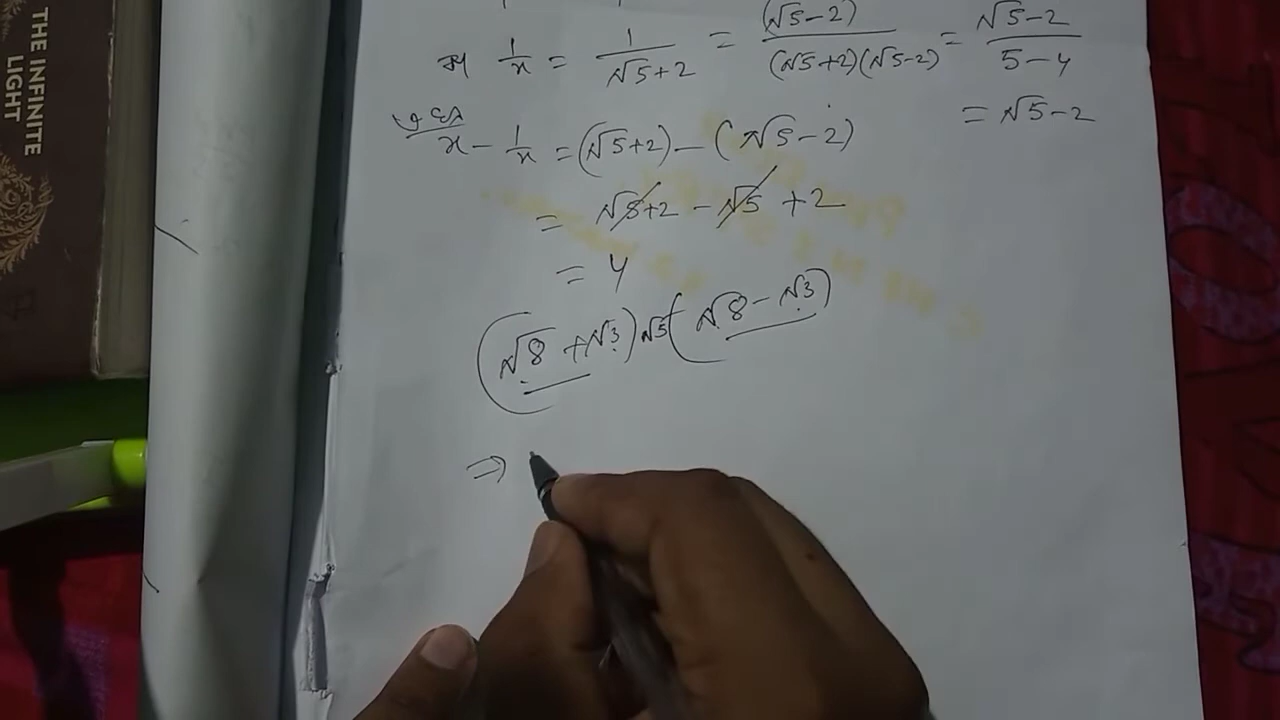 THE INFINITE
LIGHT
1/x = 1/(√5+2) = (√5-2)/((√5+2)(√5-2)) = (√5-2)/(5-4)
= √5-2
x - 1/x = (√5+2) - (√5-2)
= √5+2 - √5 + 2
= 4
(√8 + √3) √5 (√8 - √3)
⇒